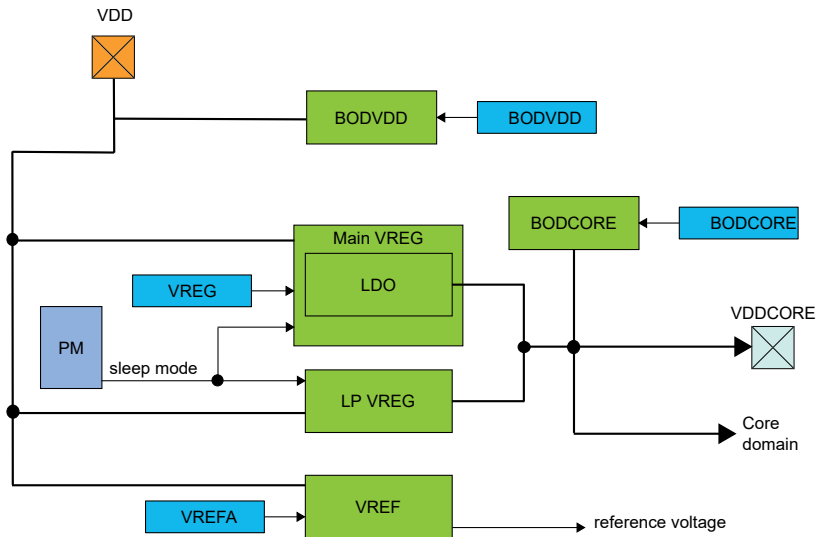 VDD
BODVDD
BODVDD
BODCORE
BODCORE
Main VREG
LDO
VREG
VDDCORE
PM
sleep mode
LP VREG
Core
domain
VREF
VREFA
reference voltage